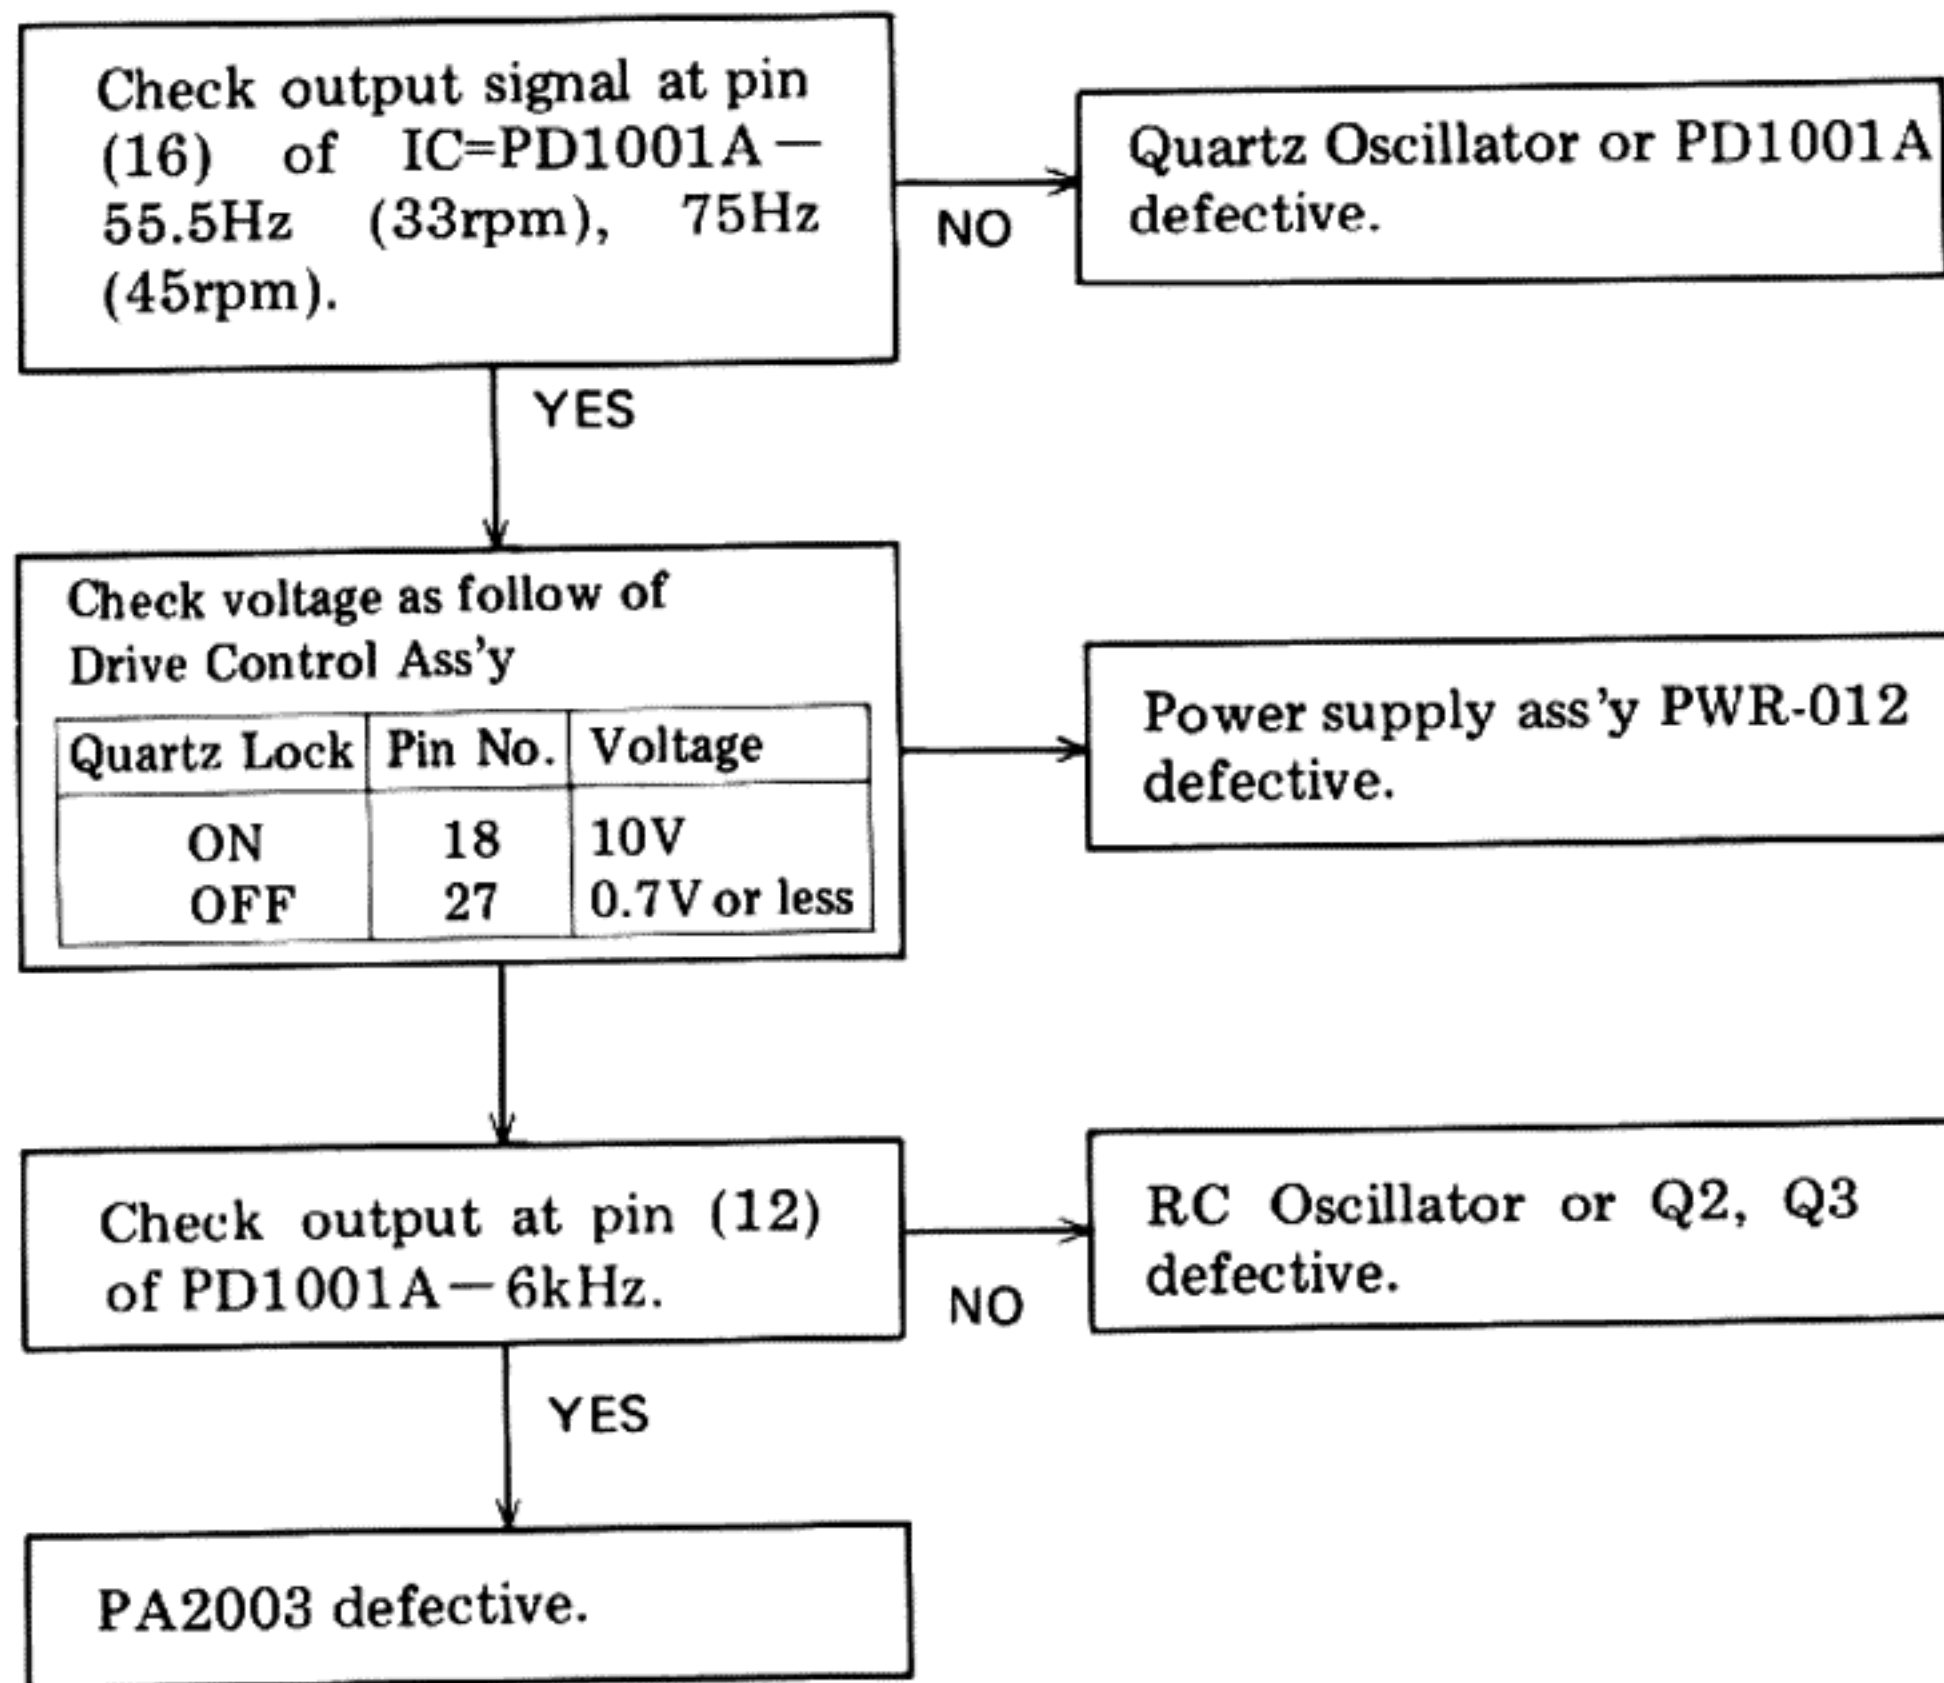 Check output signal at pin
(16) of IC=PD1001A—
55.5Hz (33rpm), 75Hz
(45rpm).
NO
Quartz Oscillator or PD1001A
defective.
YES
Check voltage as follow of
Drive Control Ass'y
Quartz Lock Pin No. Voltage
ON 18 10V
OFF 27 0.7V or less
Power supply ass'y PWR-012
defective.
Check output at pin (12)
of PD1001A—6kHz.
NO
RC Oscillator or Q2, Q3
defective.
YES
PA2003 defective.